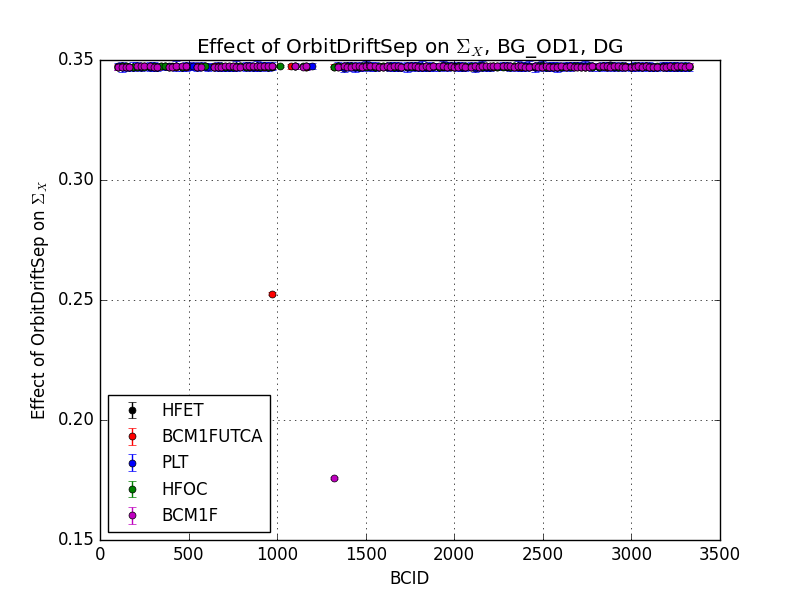 Effect of OrbitDriftSep on Σ_X, BG_OD1, DG
0.35
0.30
0.25
0.20
0.15
Effect of OrbitDriftSep on Σ_X
HFET
BCM1FUTCA
PLT
HFOC
BCM1F
0 500 1000 1500 2000 2500 3000 3500
BCID